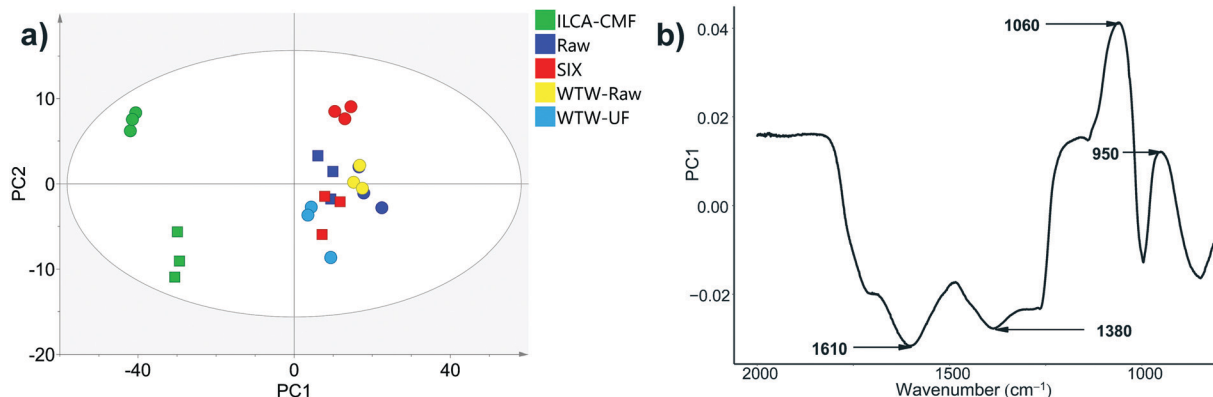 a)
ILCA-CMF
Raw
SIX
WTW-Raw
WTW-UF
10
0
-10
-20
PC2
-40
0
40
PC1
b)
0.04
0.02
0.00
−0.02
PC1
1060
950
1380
1610
2000
1500
1000
Wavenumber (cm⁻¹)